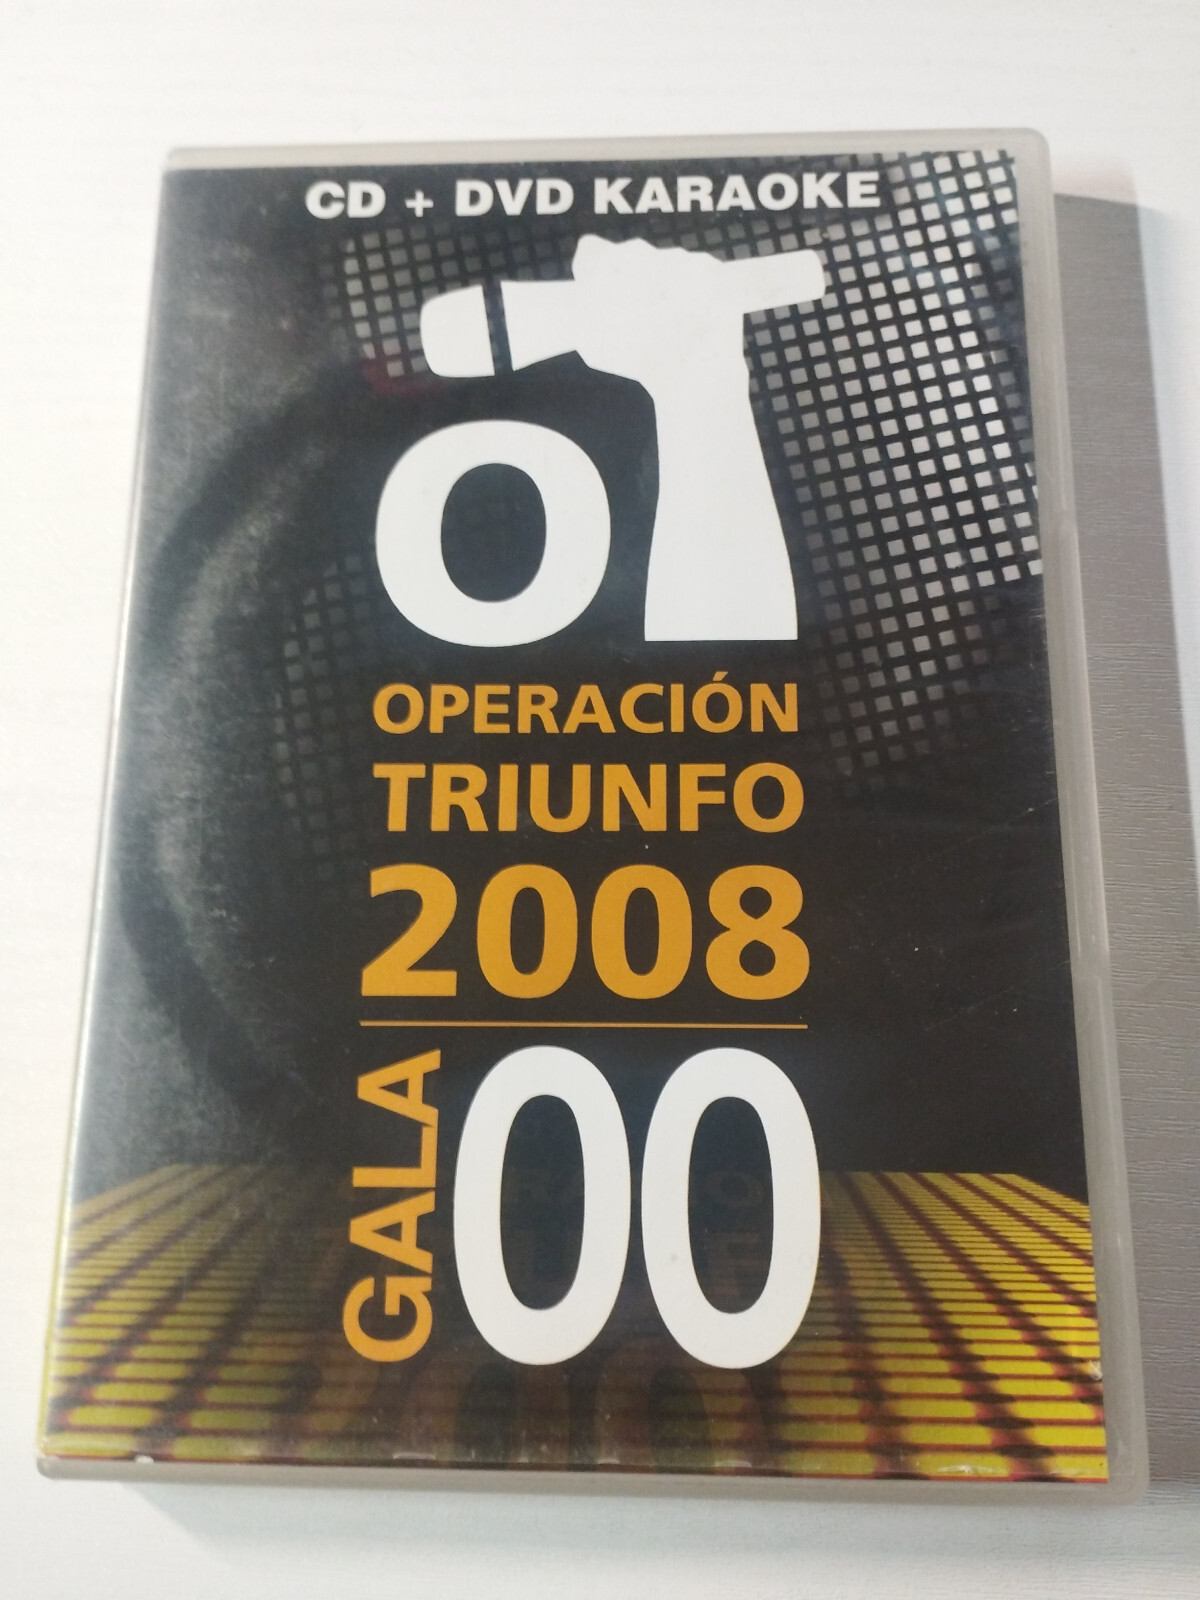 CD + DVD KARAOKE
OT
OPERACIÓN
TRIUNFO
2008
GALA 00